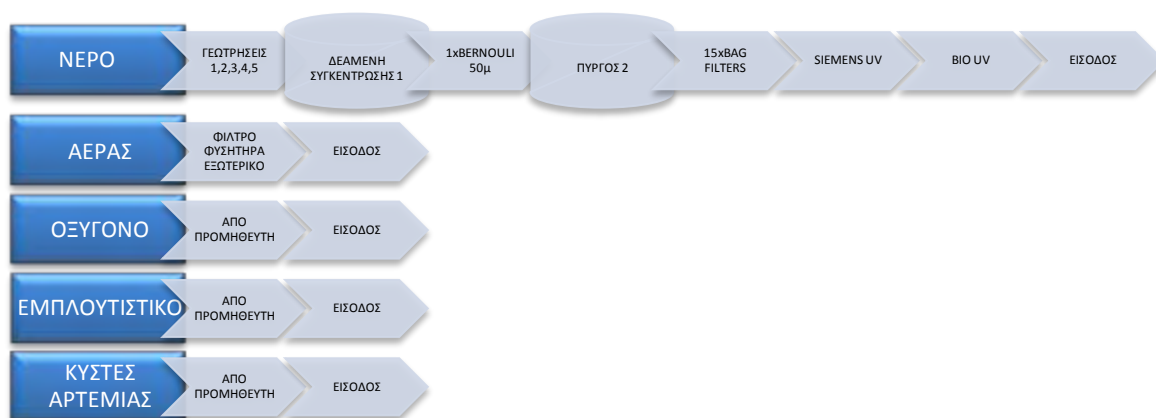 ΝΕΡΟ
ΓΕΩΤΡΗΣΕΙΣ
1,2,3,4,5
ΔΕΑΜΕΝΗ
ΣΥΓΚΕΝΤΡΩΣΗΣ 1
1xBERNOULI
50μ
ΠΥΡΓΟΣ 2
15xBAG
FILTERS
SIEMENS UV
BIO UV
ΕΙΣΟΔΟΣ
ΑΕΡΑΣ
ΦΙΛΤΡΟ
ΦΥΣΗΤΗΡΑ
ΕΞΩΤΕΡΙΚΟ
ΕΙΣΟΔΟΣ
ΟΞΥΓΟΝΟ
ΑΠΟ
ΠΡΟΜΗΘΕΥΤΗ
ΕΙΣΟΔΟΣ
ΕΜΠΛΟΥΤΙΣΤΙΚΟ
ΑΠΟ
ΠΡΟΜΗΘΕΥΤΗ
ΕΙΣΟΔΟΣ
ΚΥΣΤΕΣ
ΑΡΤΕΜΙΑΣ
ΑΠΟ
ΠΡΟΜΗΘΕΥΤΗ
ΕΙΣΟΔΟΣ